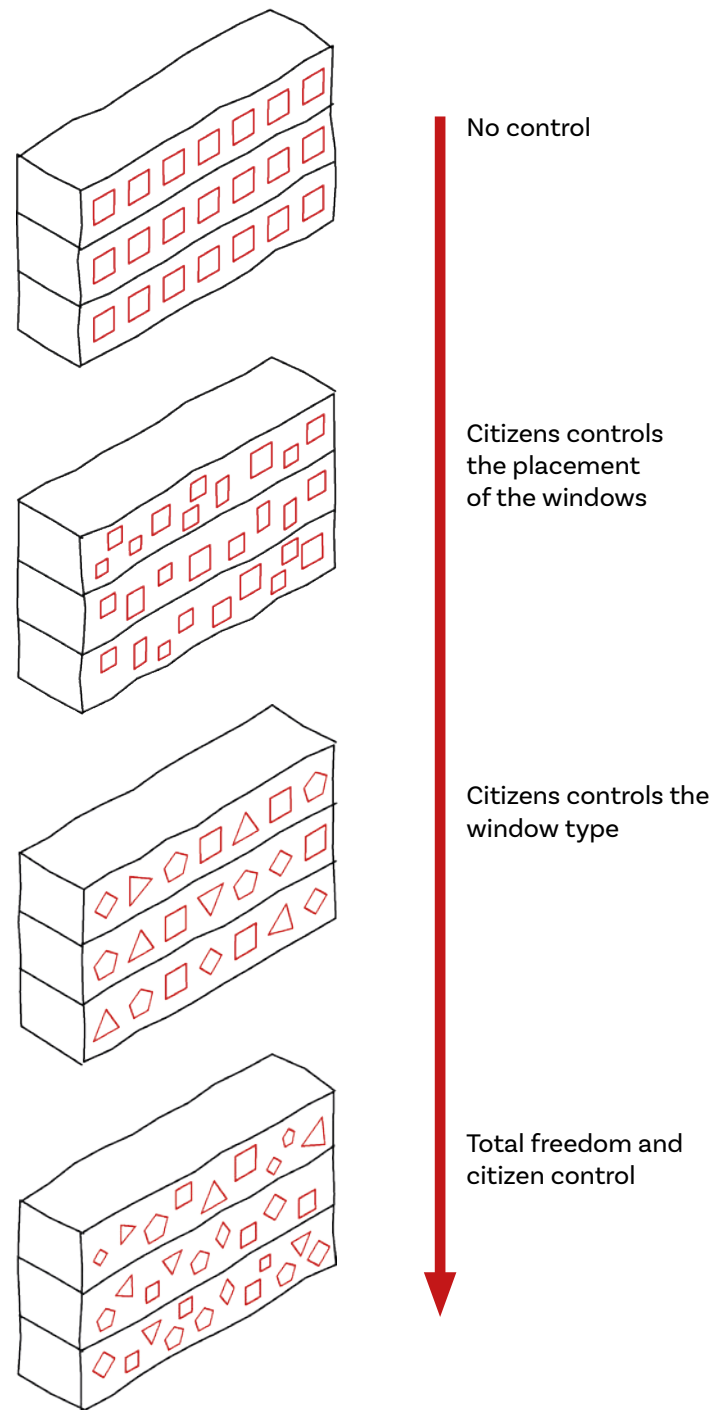 No control
Citizens controls
the placement
of the windows
Citizens controls the
window type
Total freedom and
citizen control